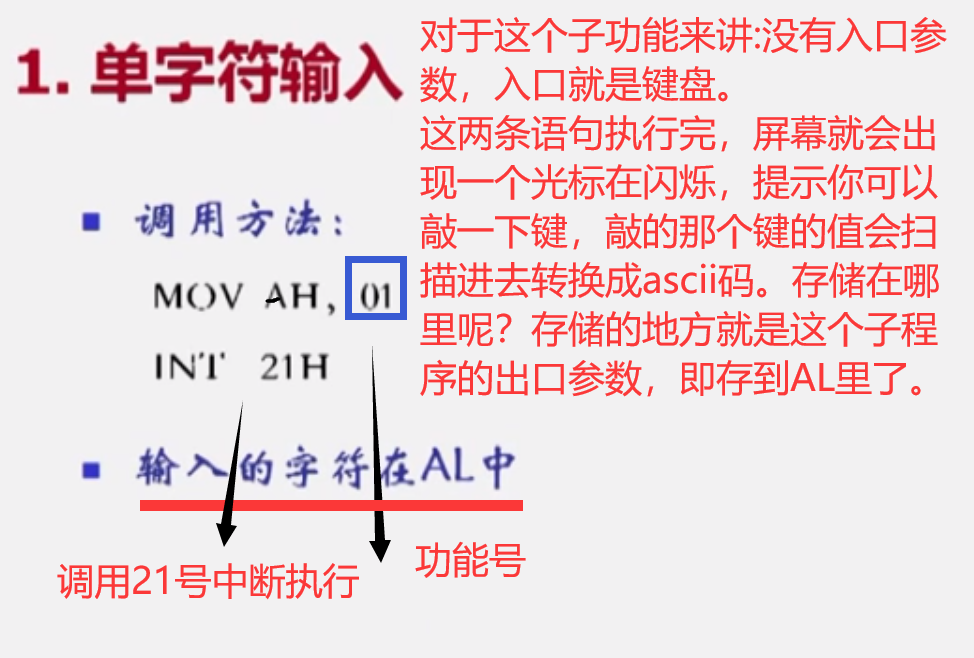 1. 单字符输入
对于这个子功能来讲:没有入口参
数，入口就是键盘。
这两条语句执行完，屏幕就会出
现一个光标在闪烁，提示你可以
敲一下键，敲的那个键的值会扫
描进去转换成ascii码。存储在哪
里呢？存储的地方就是这个子程
序的出口参数，即存到AL里了。
调用方法：
MOV AH, 01
INT 21H
输入的字符在AL中
调用21号中断执行
功能号